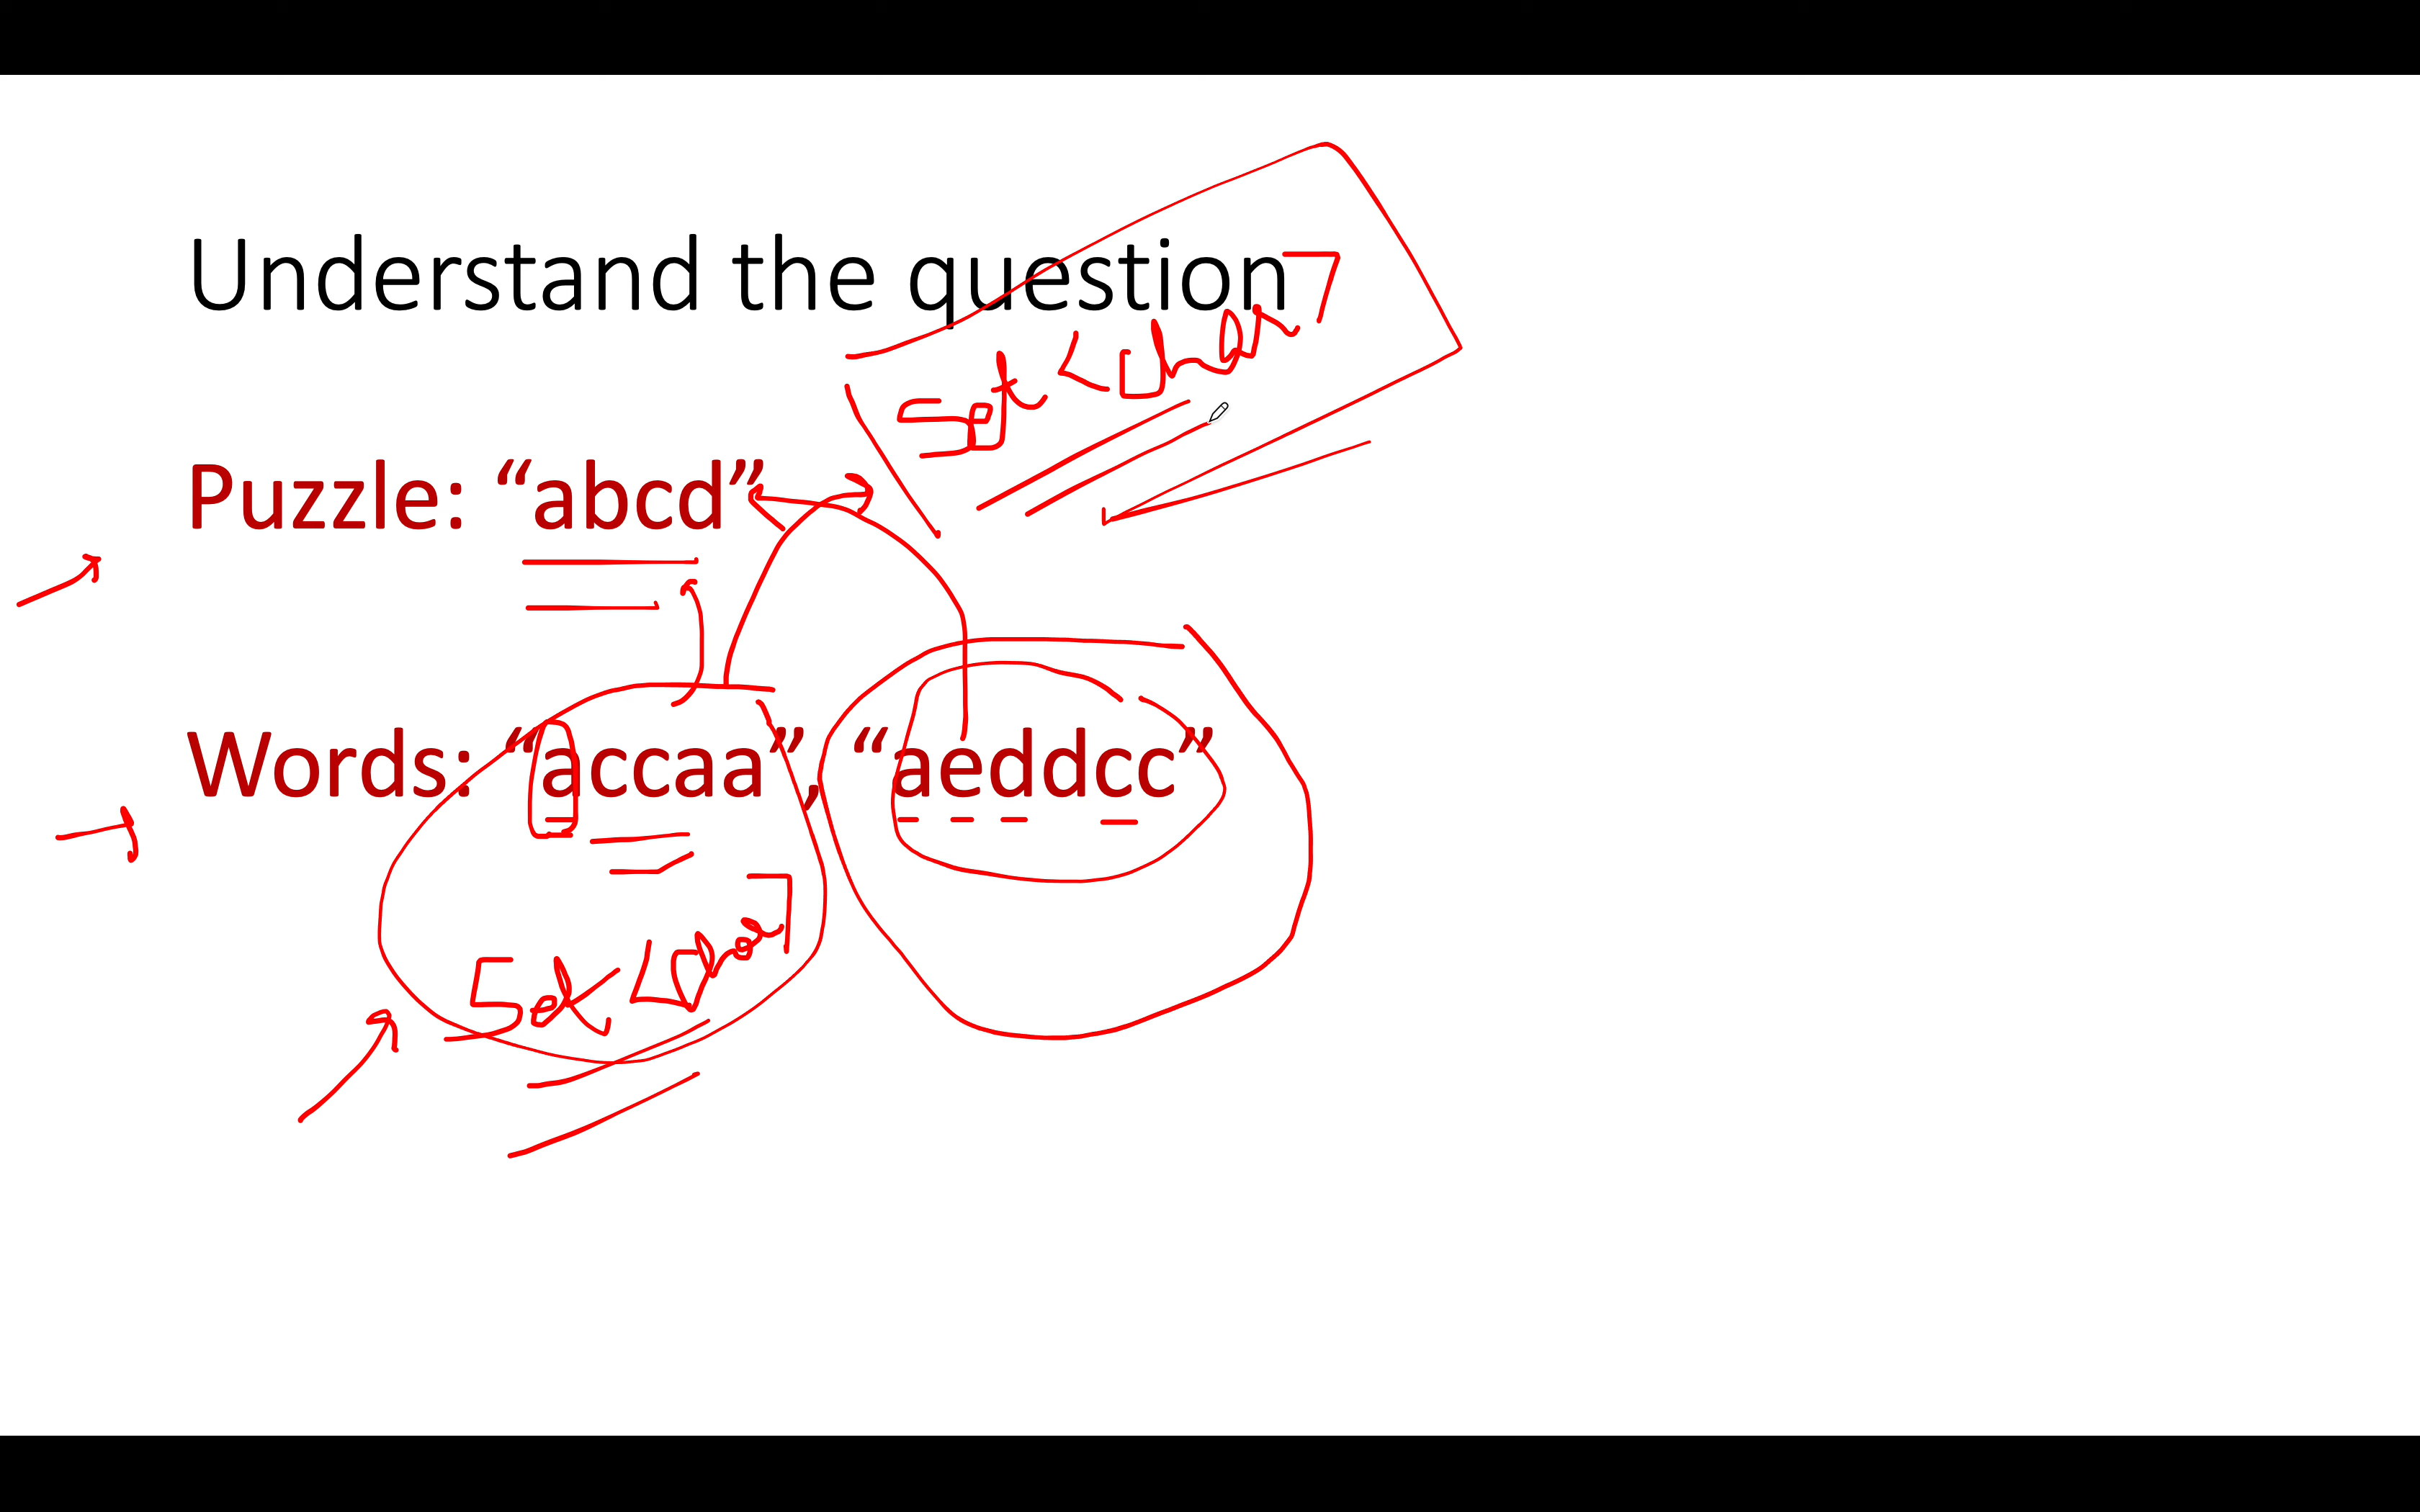 Understand the question
Set <char>
Puzzle: “abcd”
Words: “accaa”, “aeddcc”
Set <char>